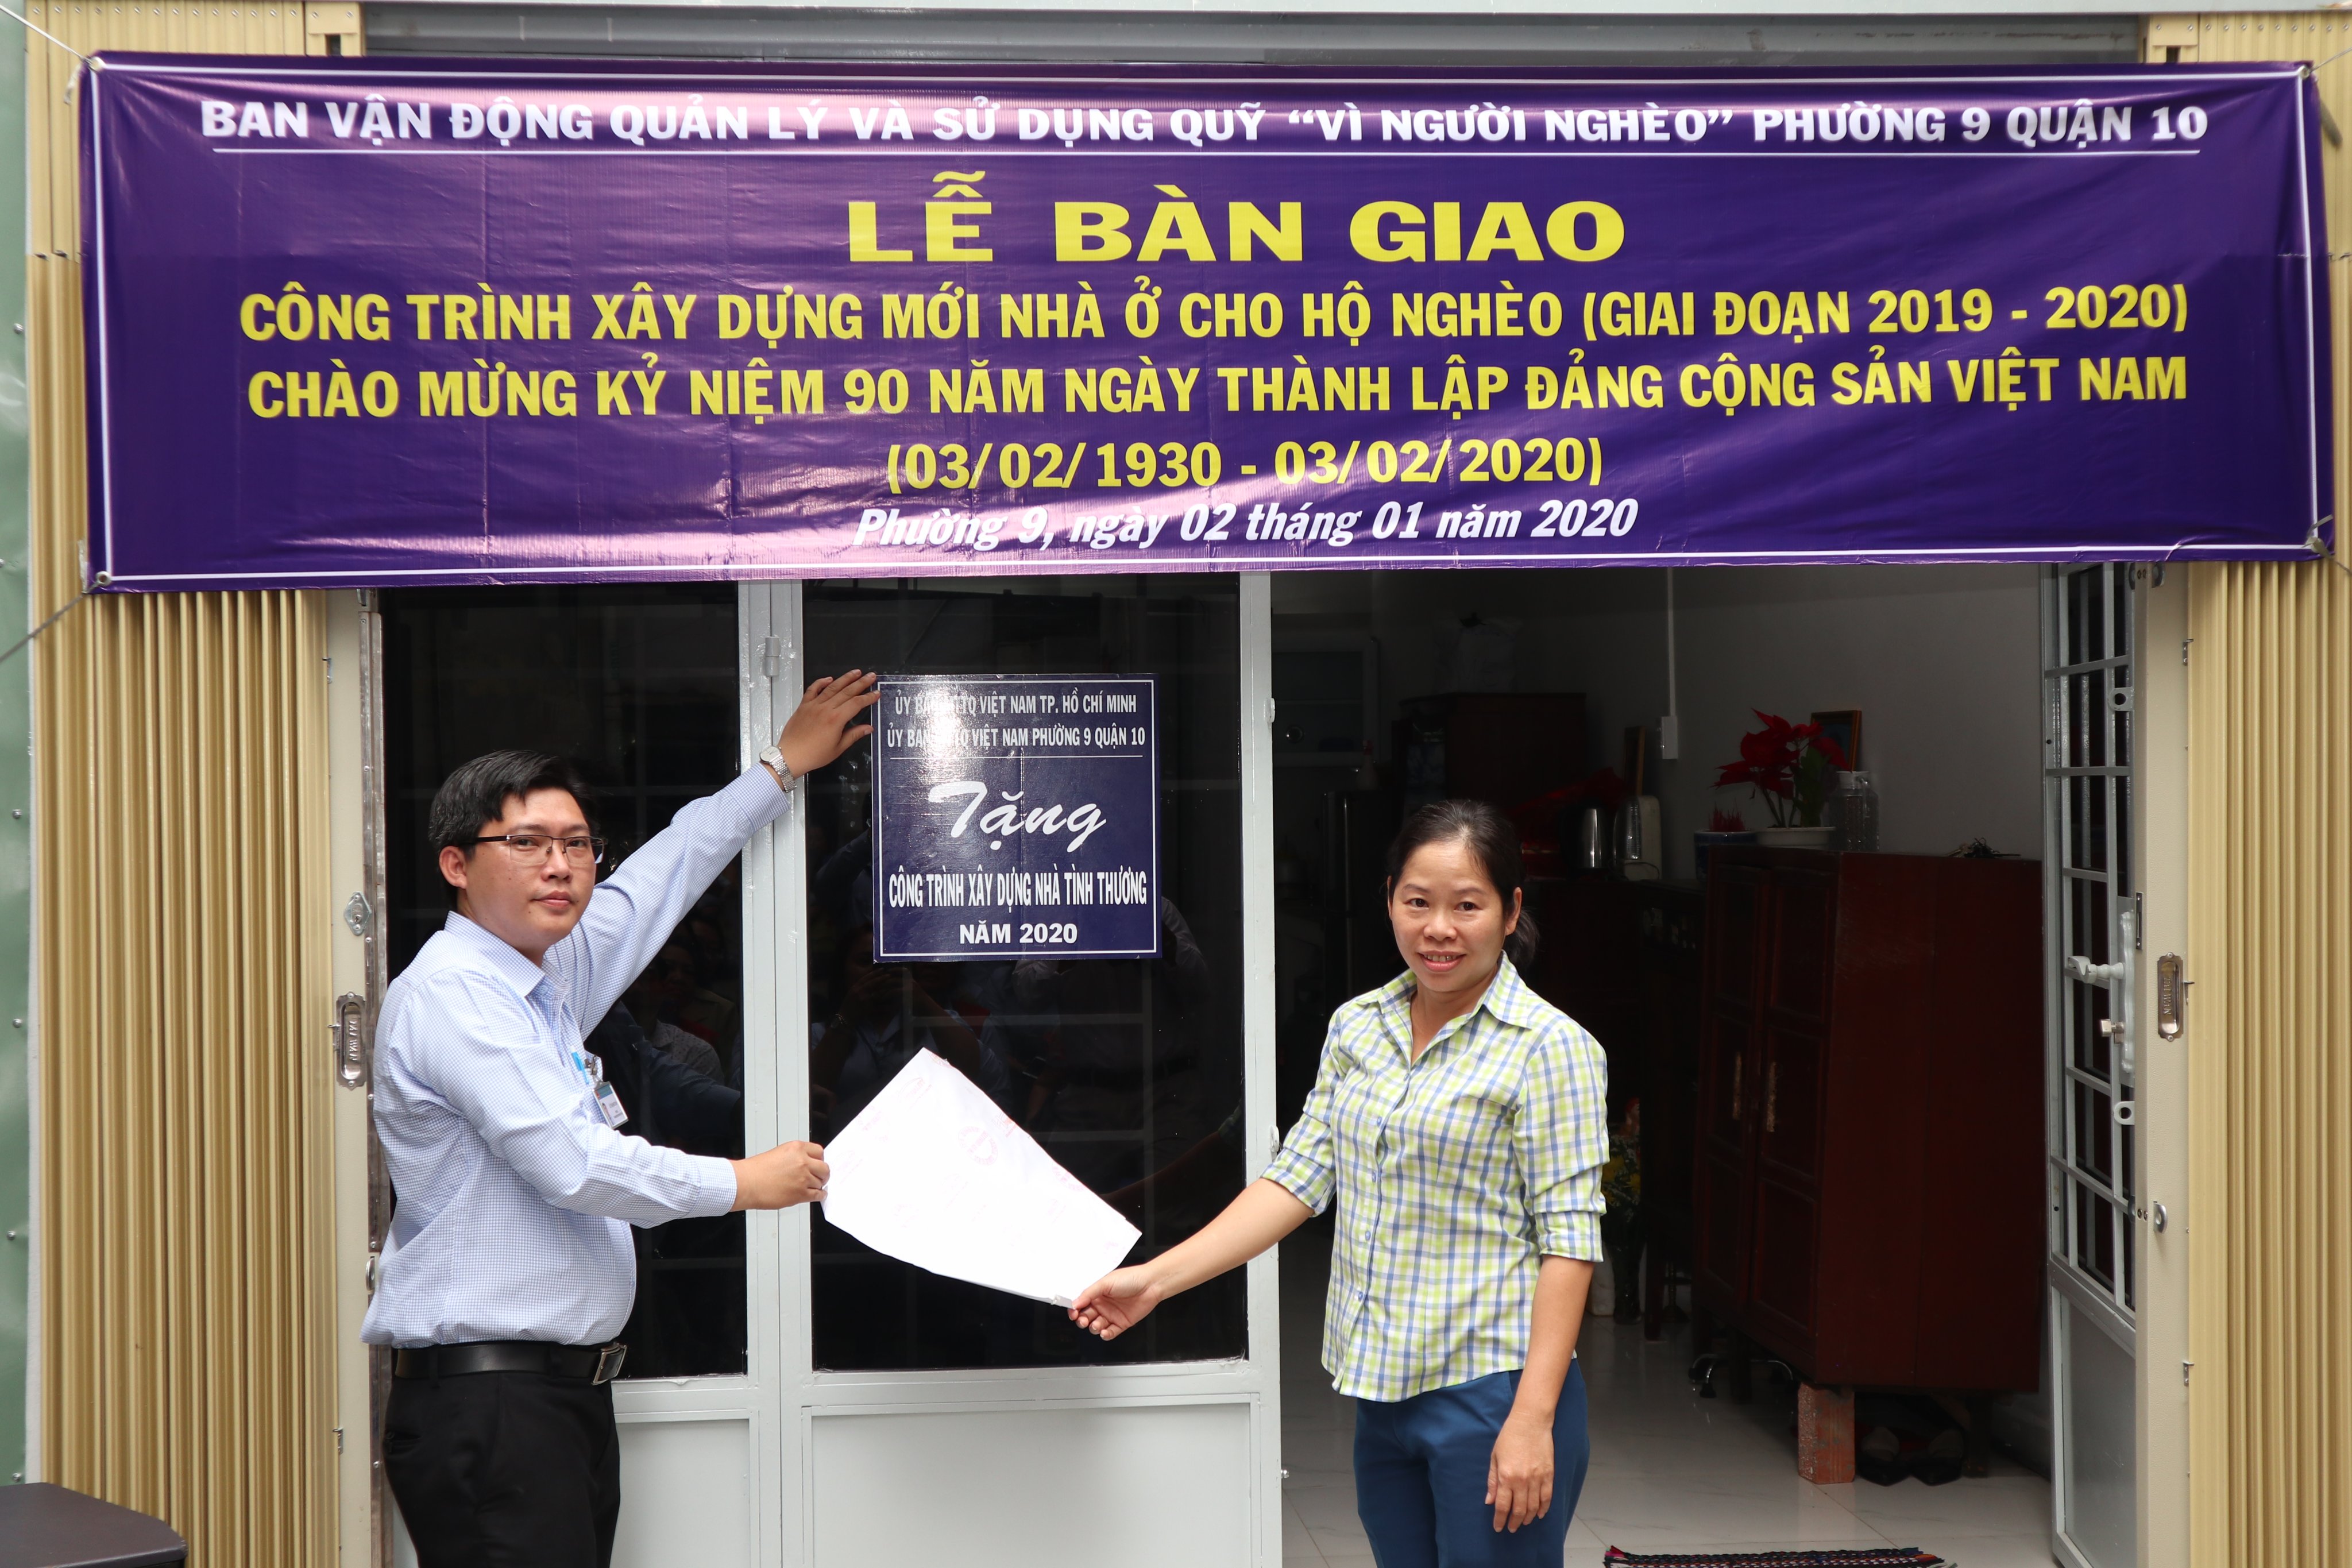 BAN VẬN ĐỘNG QUẢN LÝ VÀ SỬ DỤNG QUỸ “VÌ NGƯỜI NGHÈO” PHƯỜNG 9 QUẬN 10
LỄ BÀN GIAO
CÔNG TRÌNH XÂY DỰNG MỚI NHÀ Ở CHO HỘ NGHÈO (GIAI ĐOẠN 2019 - 2020)
CHÀO MỪNG KỶ NIỆM 90 NĂM NGÀY THÀNH LẬP ĐẢNG CỘNG SẢN VIỆT NAM
(03/02/1930 - 03/02/2020)
Phường 9, ngày 02 tháng 01 năm 2020
ỦY BAN VIỆT NAM TP. HỒ CHÍ MINH
ỦY BAN VIỆT NAM PHƯỜNG 9 QUẬN 10
Tặng
CÔNG TRÌNH XÂY DỰNG NHÀ TÌNH THƯƠNG
NĂM 2020